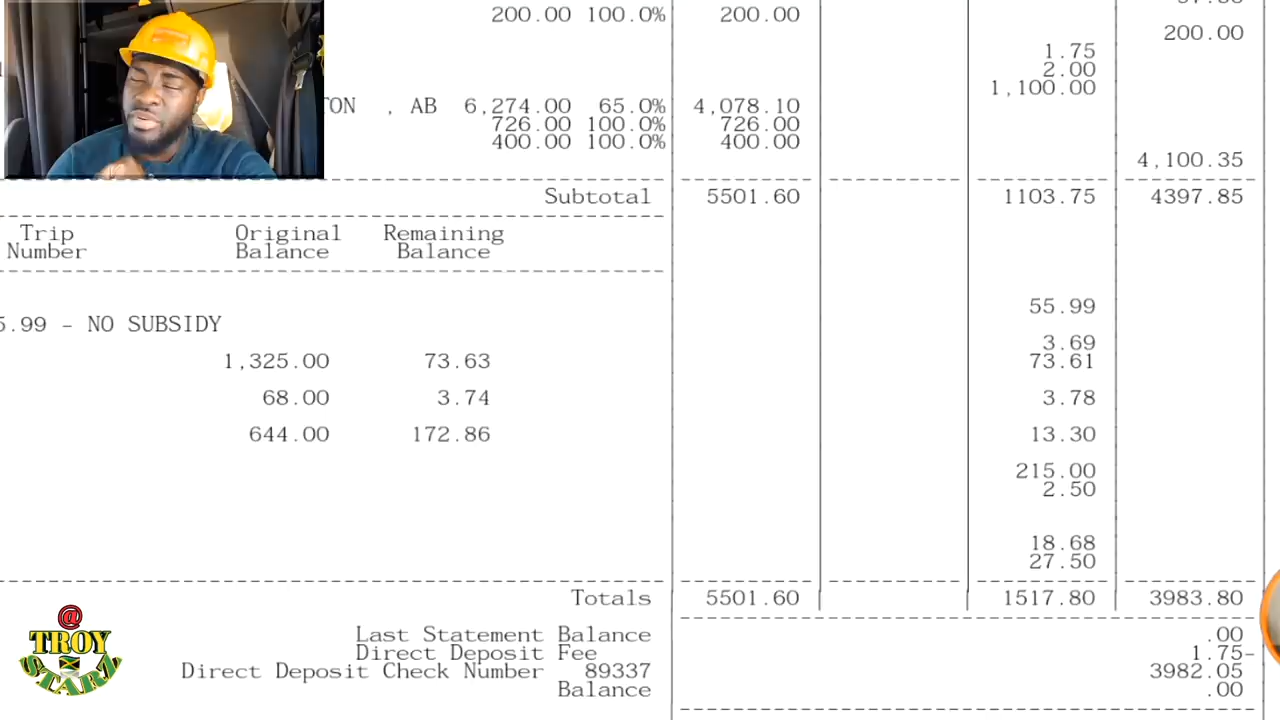 200.00 100.0% 200.00
200.00
1.75
2.00
1,100.00
TON , AB 6,274.00 65.0% 4,078.10
726.00 100.0% 726.00
400.00 100.0% 400.00
4,100.35
Subtotal 5501.60 1103.75 4397.85
Trip Original Remaining
Number Balance Balance
55.99
5.99 - NO SUBSIDY
3.69
1,325.00 73.63 73.61
68.00 3.74 3.78
644.00 172.86 13.30
215.00
2.50
18.68
27.50
Totals 5501.60 1517.80 3983.80
Last Statement Balance .00
Direct Deposit Fee 1.75-
Direct Deposit Check Number 89337 3982.05
Balance .00
@
TROY
STARZ